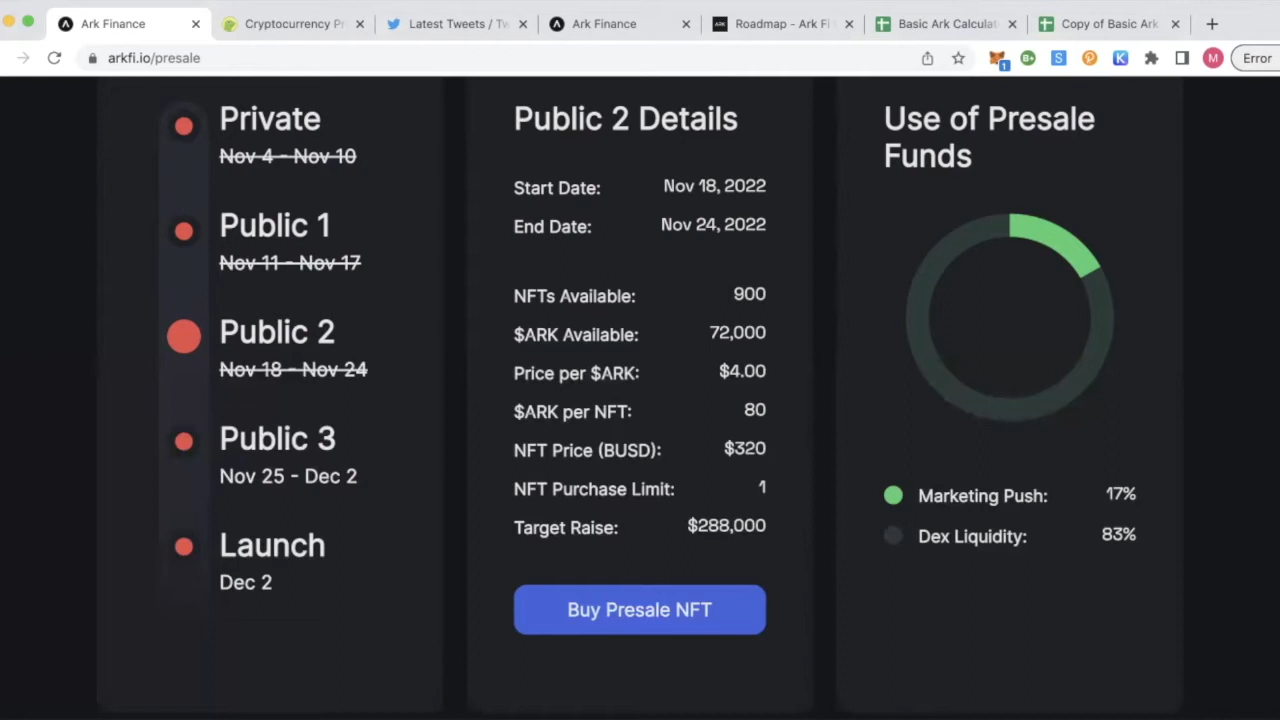 Ark Finance
Cryptocurrency Pr
Latest Tweets / Tw
Ark Finance
Roadmap - Ark Fi
Basic Ark Calculat
Copy of Basic Ark
arkfi.io/presale
1
M
Error
Private
Nov 4 - Nov 10
Public 1
Nov 11 - Nov 17
Public 2
Nov 18 - Nov 24
Public 3
Nov 25 - Dec 2
Launch
Dec 2
Public 2 Details
Start Date: Nov 18, 2022
End Date: Nov 24, 2022
NFTs Available: 900
$ARK Available: 72,000
Price per $ARK: $4.00
$ARK per NFT: 80
NFT Price (BUSD): $320
NFT Purchase Limit: 1
Target Raise: $288,000
Buy Presale NFT
Use of Presale
Funds
Marketing Push: 17%
Dex Liquidity: 83%